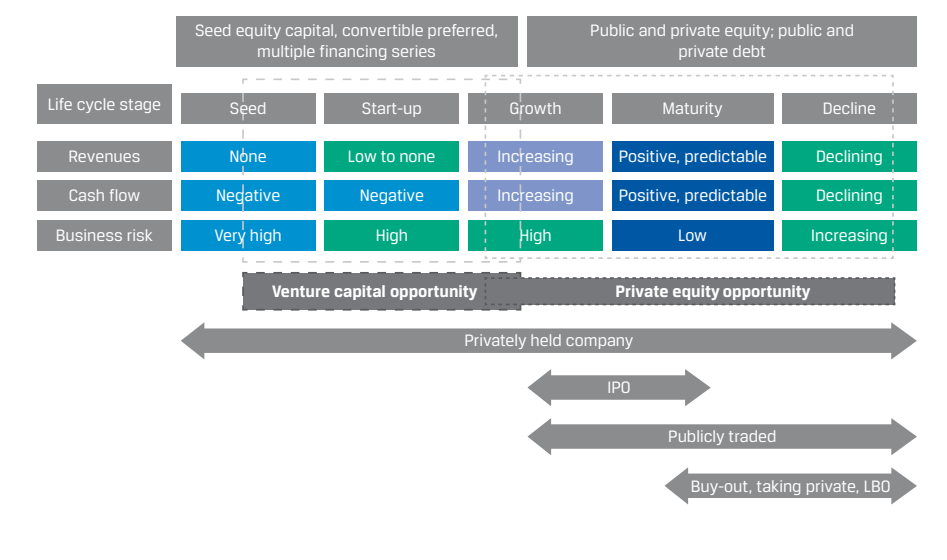 Seed equity capital, convertible preferred,
multiple financing series
Public and private equity; public and
private debt
Life cycle stage
Seed
Start-up
Growth
Maturity
Decline
Revenues
None
Low to none
Increasing
Positive, predictable
Declining
Cash flow
Negative
Negative
Increasing
Positive, predictable
Declining
Business risk
Very high
High
High
Low
Increasing
Venture capital opportunity
Private equity opportunity
Privately held company
IPO
Publicly traded
Buy-out, taking private, LBO